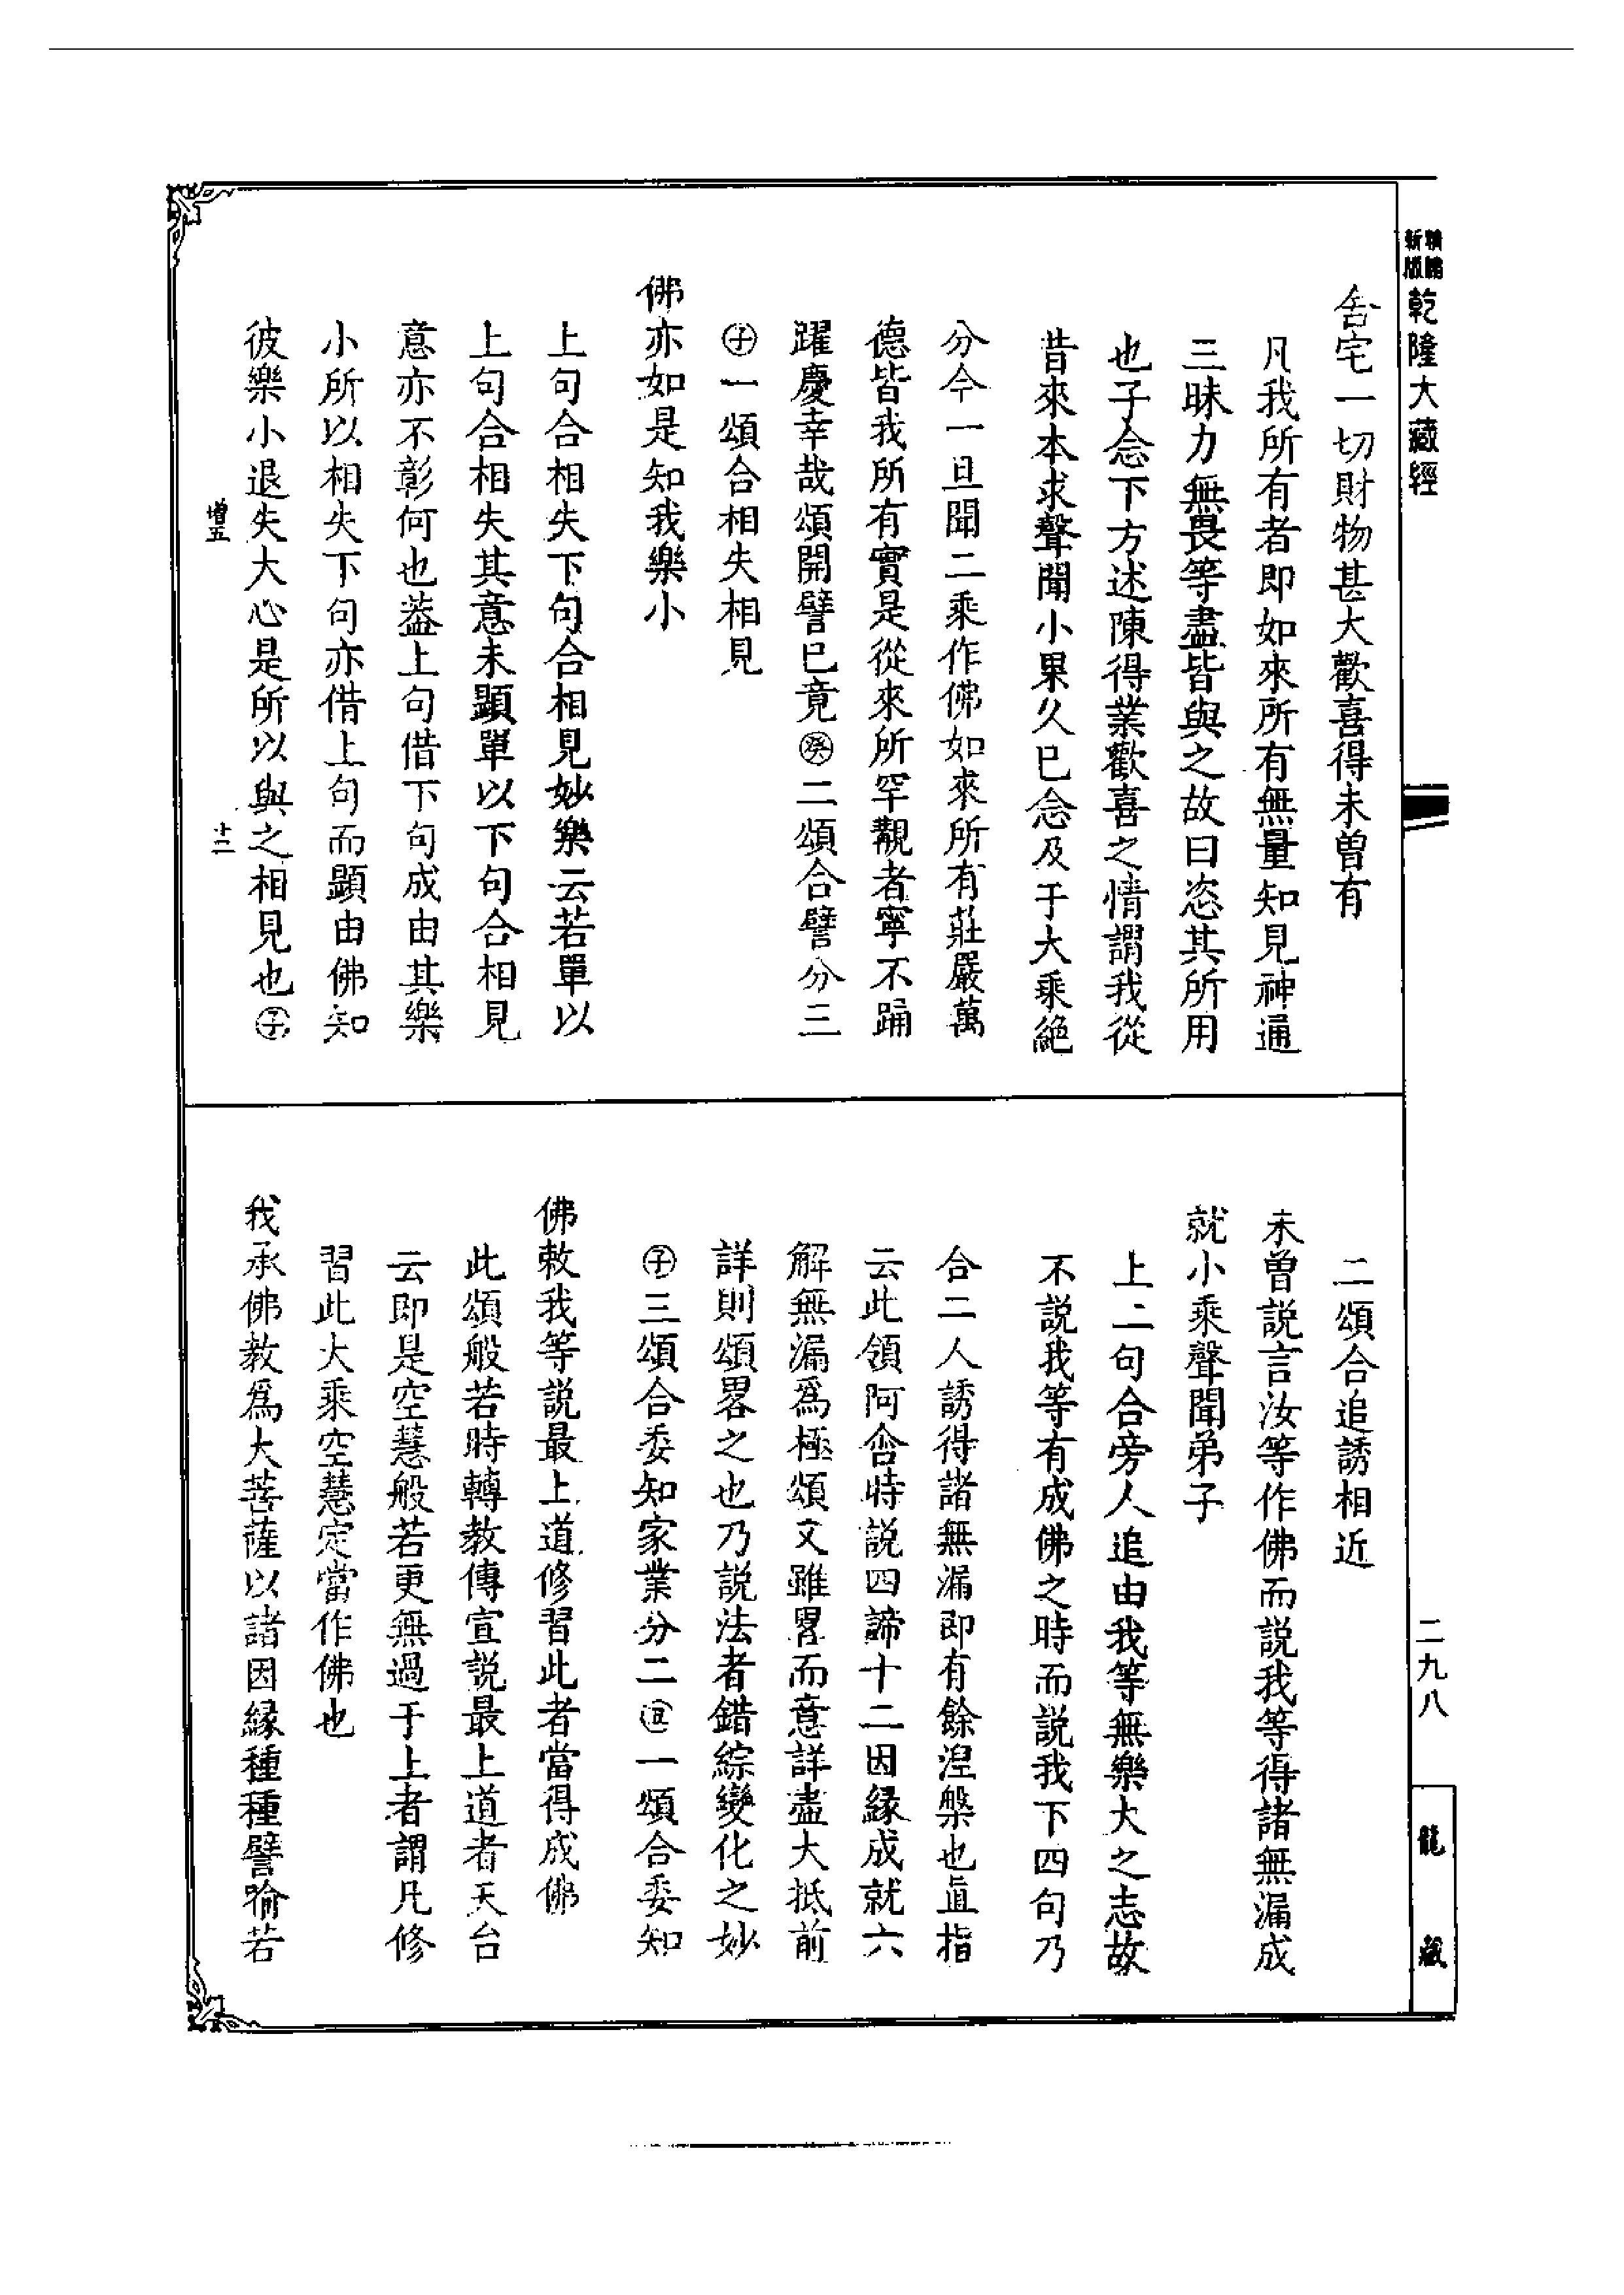 新版
精縮
乾隆大藏經
舍宅一切財物甚大歡喜得未曾有
凡我所有者即如來所有無量知見神通
三昧力無畏等盡皆與之故曰恣其所用
也子念下方述陳得業歡喜之情謂我從
昔來本求聲聞小果久已念及于大乘絕
分今一旦聞二乘作佛如來所有莊嚴萬
德皆我所有實是從來所罕覯者寧不踊
躍慶幸哉頌開譬已竟㊅二頌合譬分三
㊉一頌合相失相見
佛亦如是知我樂小
上句合相失下句合相見妙樂云若單以
上句合相失其意未顯單以下句合相見
意亦不彰何也葢上句借下句成由其樂
小所以相失下句亦借上句而顯由佛知
彼樂小退失大心是所以與之相見也子
增五
十二
二頌合追誘相近
未曾說言汝等作佛而說我等得諸無漏成
就小乘聲聞弟子
上二句合旁人追由我等無樂大之志故
不說我等有成佛之時而說我下四句乃
合二人誘得諸無漏即有餘涅槃也直指
云此領阿含時說四諦十二因緣成就六
解無漏爲極頌文雖畧而意詳盡大抵前
詳則頌畧之也乃說法者錯綜變化之妙
子三頌合委知家業分二丑一頌合委知
佛敕我等說最上道修習此者當得成佛
此頌般若時轉教傳宣說最上道者天台
云即是空慧般若更無過于上者謂凡修
習此大乘空慧定當作佛也
我承佛教爲大菩薩以諸因緣種種譬喻若
二九八
龍藏